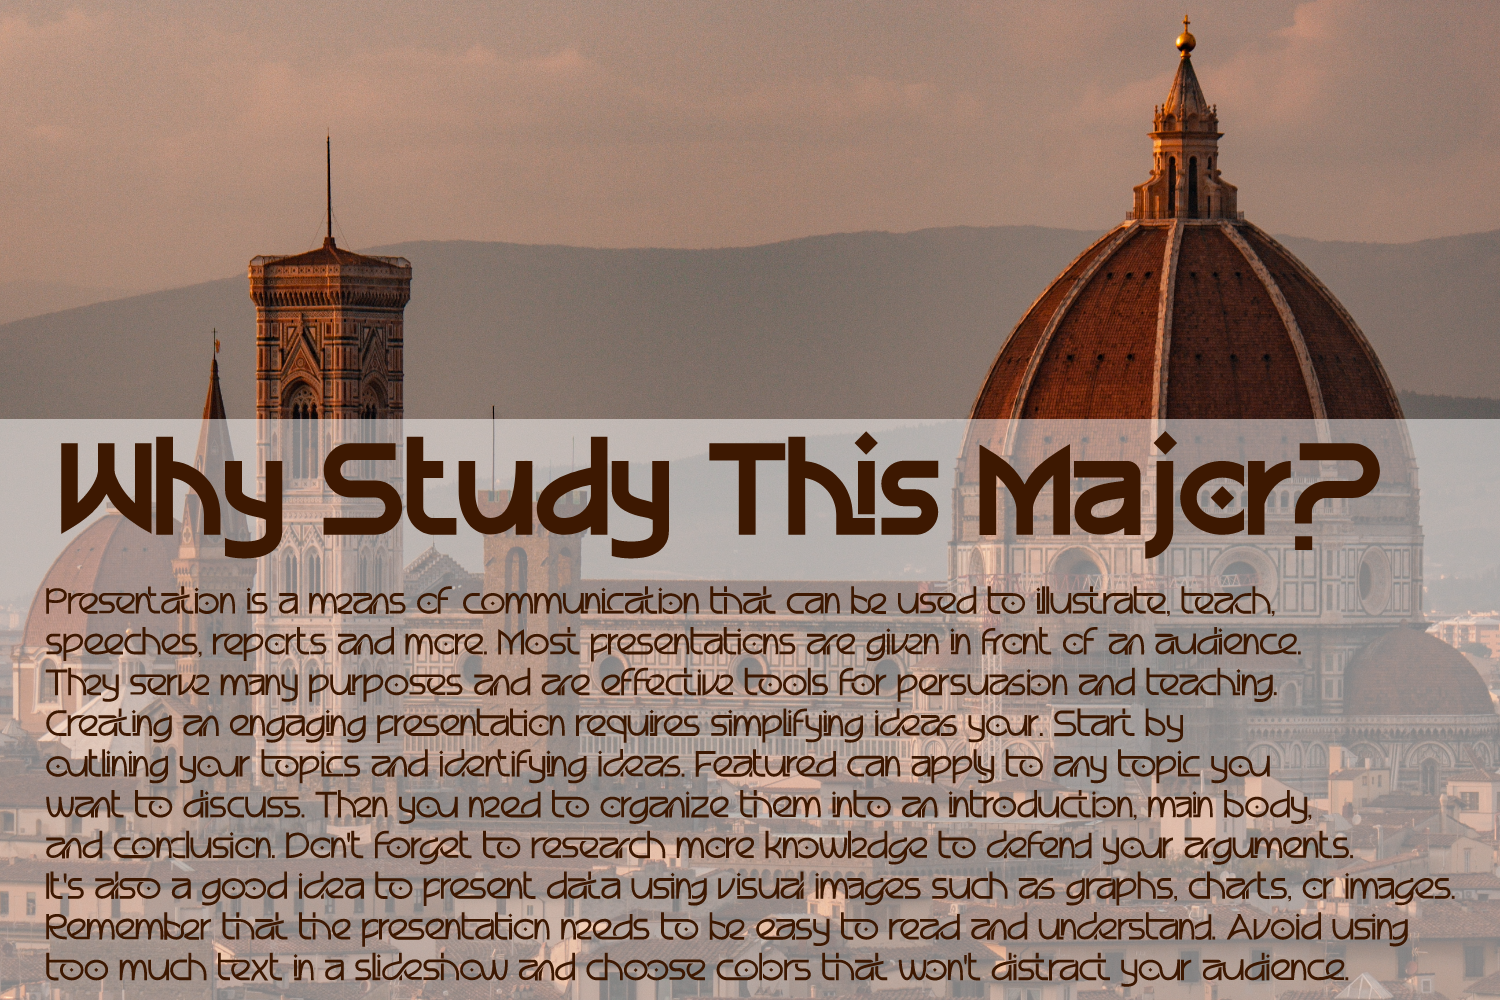 Why Study This Major?
Presentation is a means of communication that can be used to illustrate, teach,
speeches, reports and more. Most presentations are given in front of an audience.
They serve many purposes and are effective tools for persuasion and teaching.
Creating an engaging presentation requires simplifying ideas your. Start by
outlining your topics and identifying ideas. Featured can apply to any topic you
want to discuss. Then you need to organize them into an introduction, main body,
and conclusion. Don't forget to research more knowledge to defend your arguments.
It's also a good idea to present data using visual images such as graphs, charts, or images.
Remember that the presentation needs to be easy to read and understand. Avoid using
too much text in a slideshow and choose colors that won't distract your audience.